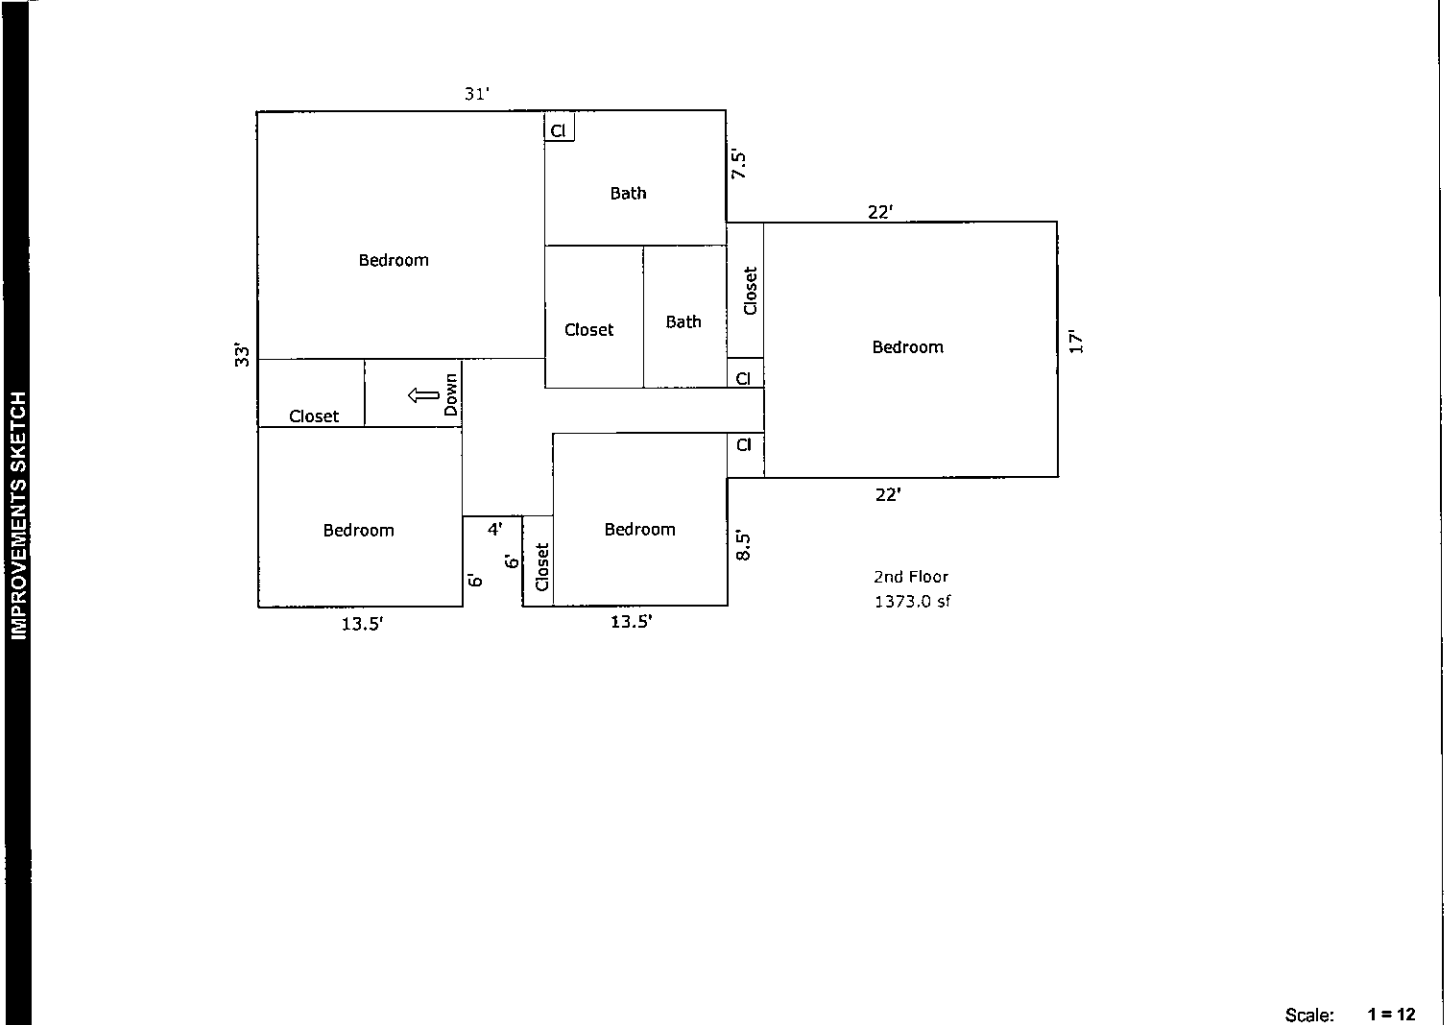 IMPROVEMENTS SKETCH
31'
Cl
7.5'
Bath
22'
Bedroom
Closet
Closet
Bath
Bedroom
17'
33'
Cl
Down
Closet
Cl
22'
Bedroom
4'
Bedroom
8.5'
6'
Closet
6'
2nd Floor
1373.0 sf
13.5'
13.5'
Scale: 1 = 12